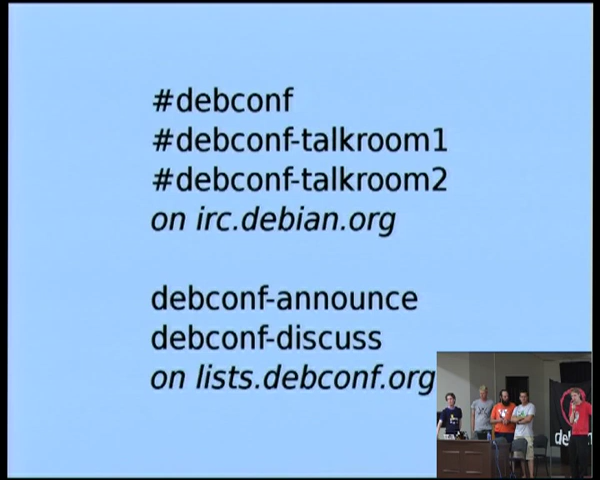 #debconf
#debconf-talkroom1
#debconf-talkroom2
on irc.debian.org
debconf-announce
debconf-discuss
on lists.debconf.org